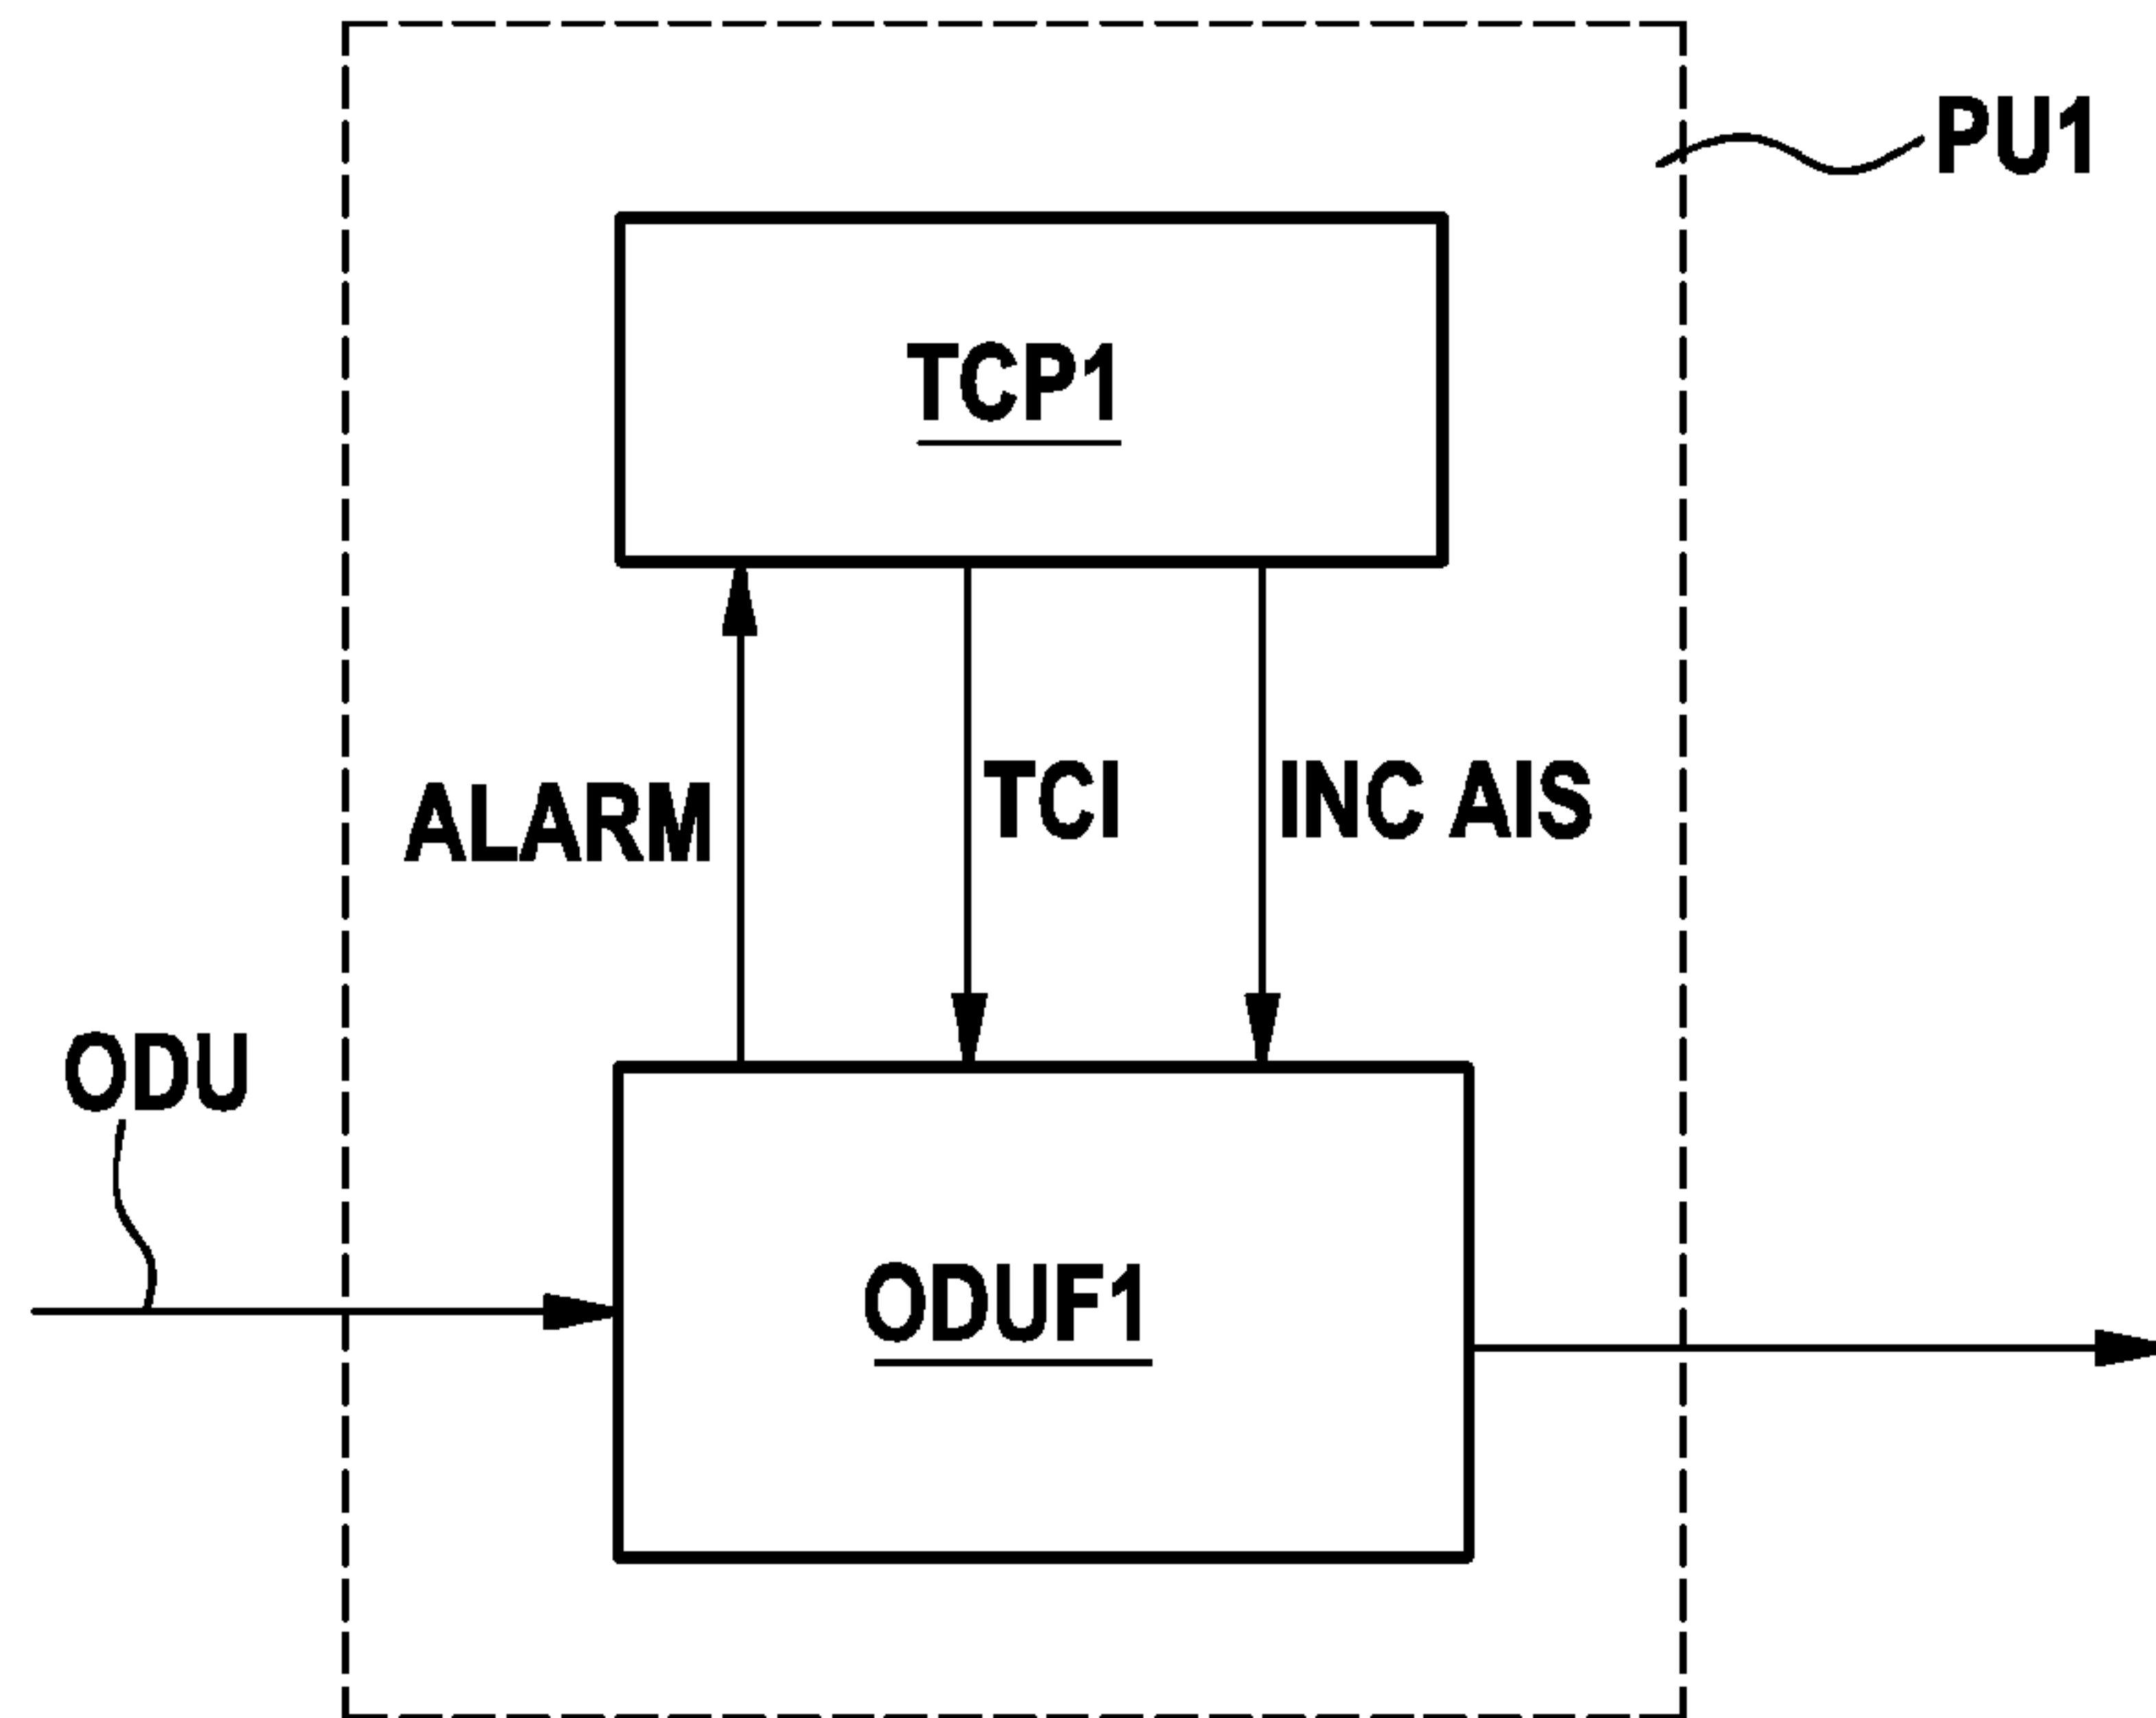 PU1
TCP1
ALARM
TCI
INC AIS
ODU
ODUF1